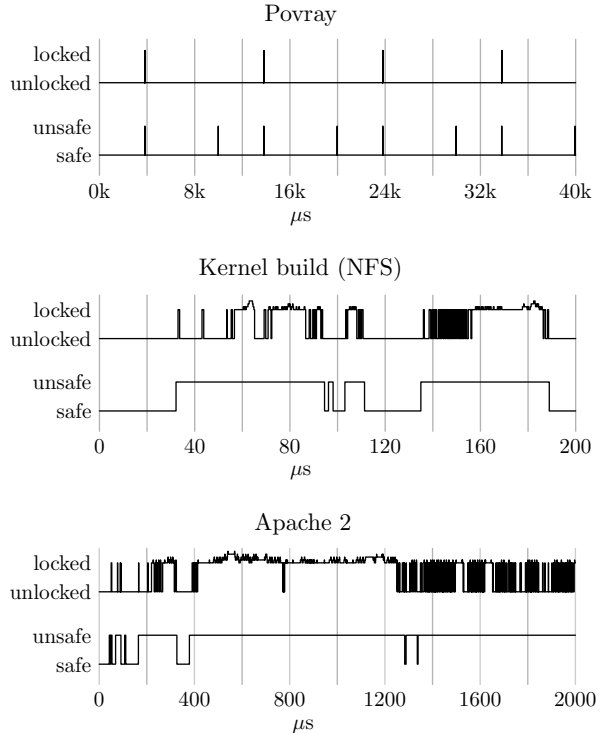 Povray
locked
unlocked
unsafe
safe
0k 8k 16k 24k 32k 40k
µs
Kernel build (NFS)
locked
unlocked
unsafe
safe
0 40 80 120 160 200
µs
Apache 2
locked
unlocked
unsafe
safe
0 400 800 1200 1600 2000
µs